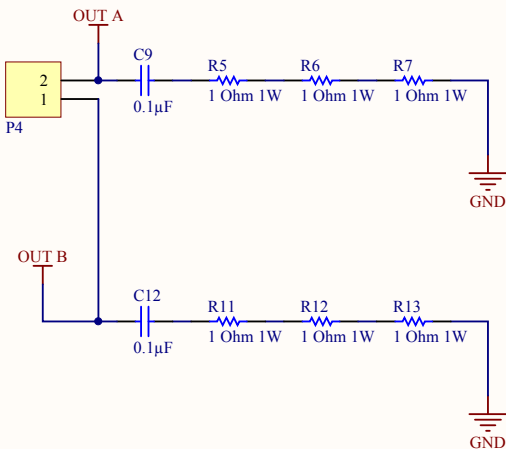 OUT A
C9 R5 R6 R7
2
1
0.1µF 1 Ohm 1W 1 Ohm 1W 1 Ohm 1W
P4
GND
OUT B
C12 R11 R12 R13
0.1µF 1 Ohm 1W 1 Ohm 1W 1 Ohm 1W
GND